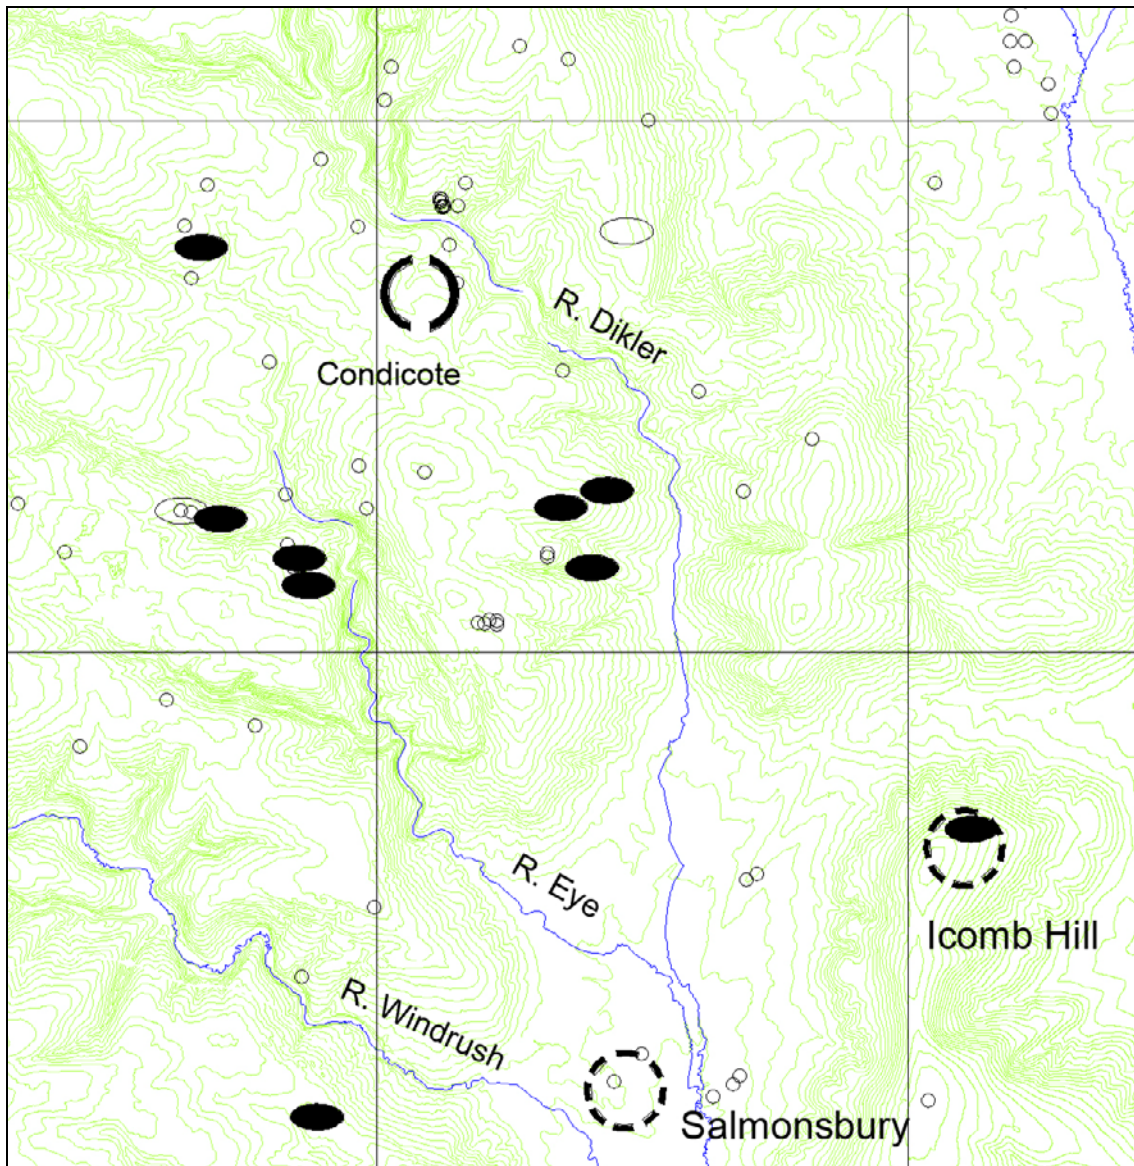 R. Dikler
Condicote
R. Eye
Icomb Hill
R. Windrush
Salmonsbury